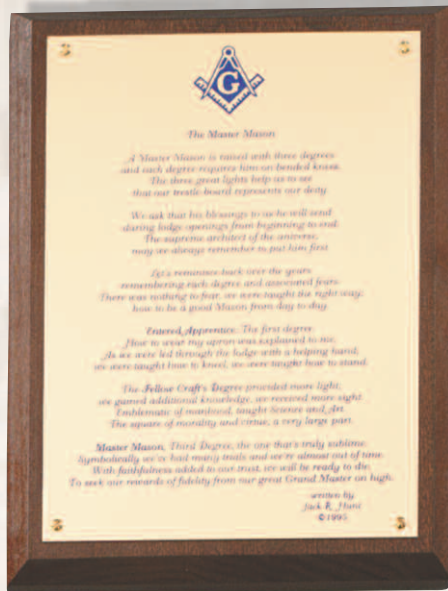 G
The Master Mason
A Master Mason is raised with three degrees
and each degree requires him on bended knees.
The three great lights help us to see
that our trestle-board represents our deity.
We ask that his blessings to us he will send
during lodge openings from beginning to end.
The supreme architect of the universe,
may we always remember to put him first.
Let's reminisce back over the years
remembering each degree and associated fears.
There was nothing to fear, we were taught the right way;
how to be a good Mason from day to day.
Entered Apprentice, The first degree
How to wear my apron was explained to me.
As we were led through the lodge with a helping hand,
we were taught how to kneel, we were taught how to stand.
The Fellow Craft's Degree provided more light,
we gained additional knowledge, we received more sight.
Emblematic of manhood, taught Science and Art.
The square of morality and virtue, a very large part.
Master Mason, Third Degree, the one that's truly sublime.
Symbolically we've had many trials and we're almost out of time.
With faithfulness added to our trust, we will be ready to die.
To seek our rewards of fidelity from our great Grand Master on high.
written by
Jack R. Hunt
©1995